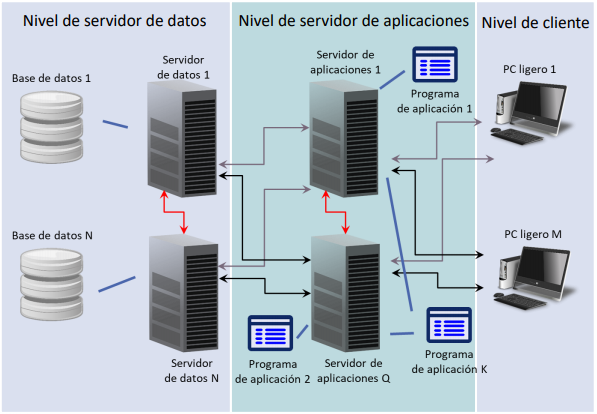 Nivel de servidor de datos
Nivel de servidor de aplicaciones
Nivel de cliente
Base de datos 1
Servidor
de datos 1
Servidor de
aplicaciones 1
Programa
de aplicación 1
PC ligero 1
Base de datos N
Servidor
de datos N
Programa
de aplicación 2
Servidor de
aplicaciones Q
Programa
de aplicación K
PC ligero M